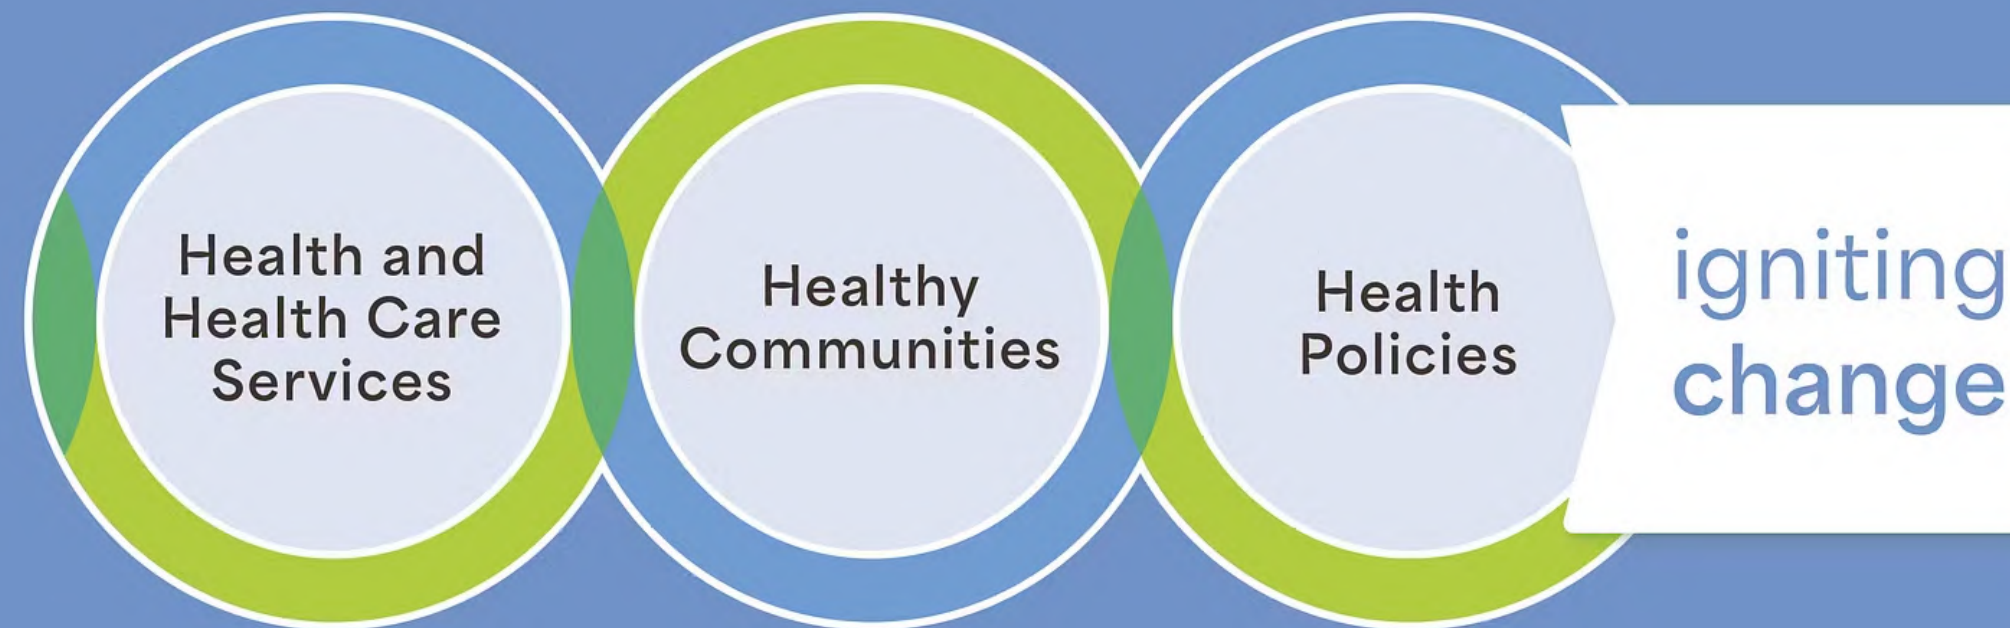 Health and
Health Care
Services
Healthy
Communities
Health
Policies
igniting
change